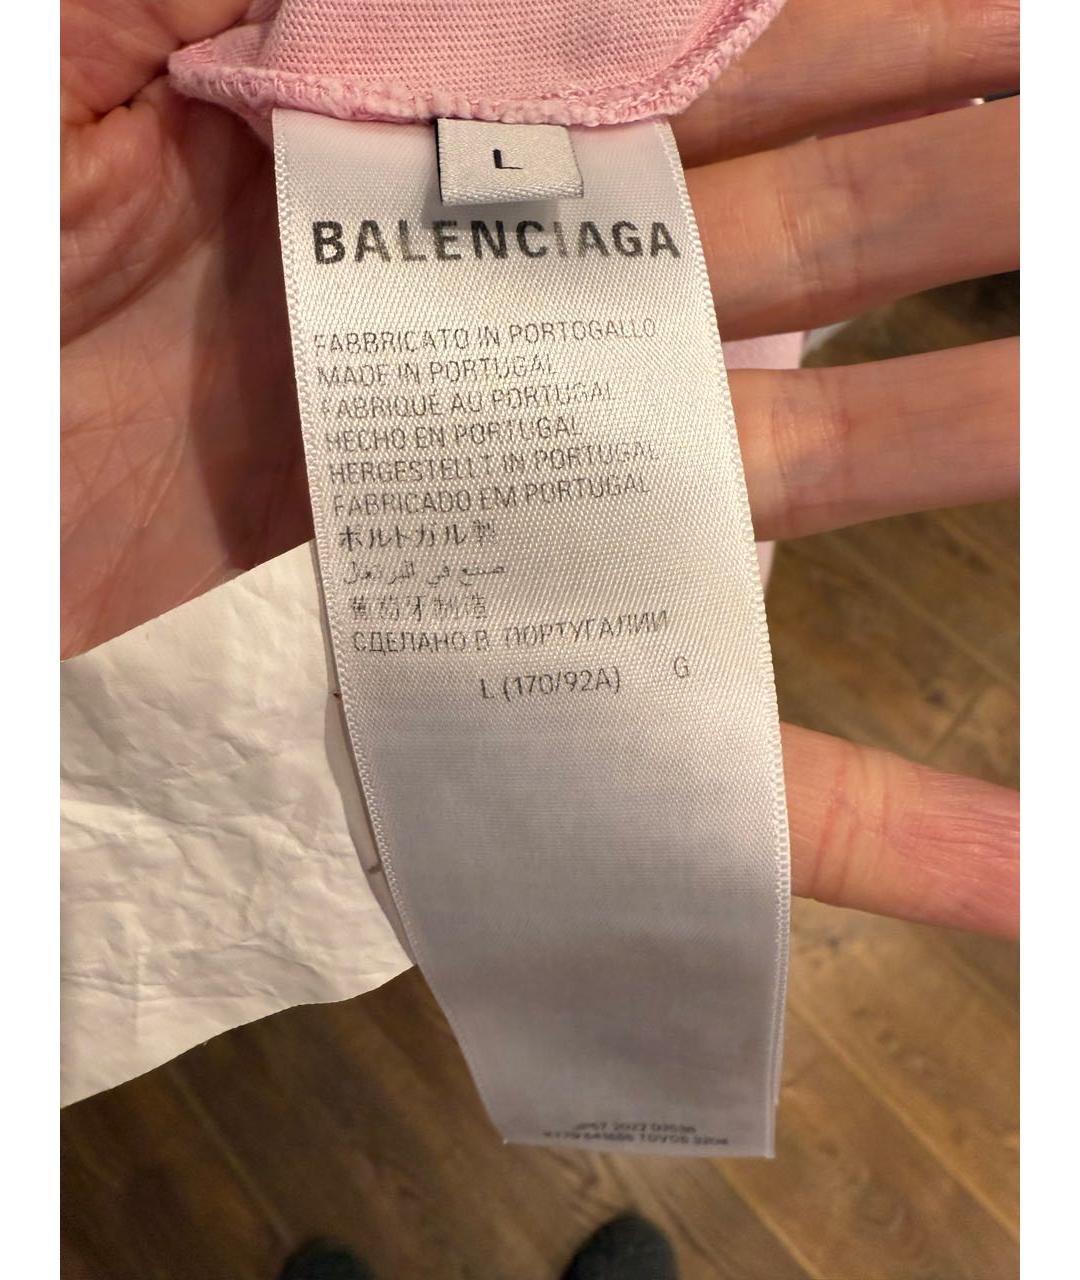 L
BALENCIAGA
FABBRICATO IN PORTOGALLO
MADE IN PORTUGAL
FABRIQUÉ AU PORTUGAL
HECHO EN PORTUGAL
HERGESTELLT IN PORTUGAL
FABRICADO EM PORTUGAL
ポルトガル製
صنع في البرتغال
葡萄牙制造
СДЕЛАНО В ПОРТУГАЛИИ
L (170/92A) G